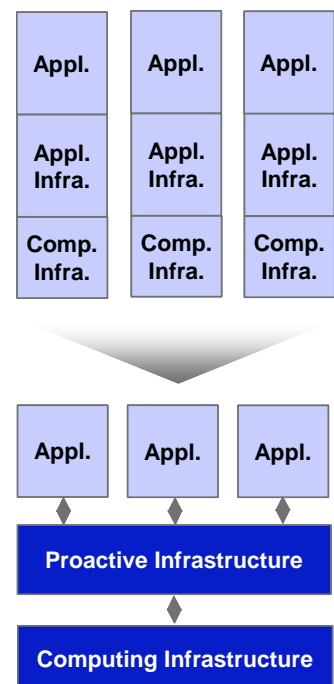 Appl. Appl. Appl.
Appl. Appl. Appl.
Infra. Infra. Infra.
Comp. Comp. Comp.
Infra. Infra. Infra.
Appl. Appl. Appl.
Proactive Infrastructure
Computing Infrastructure